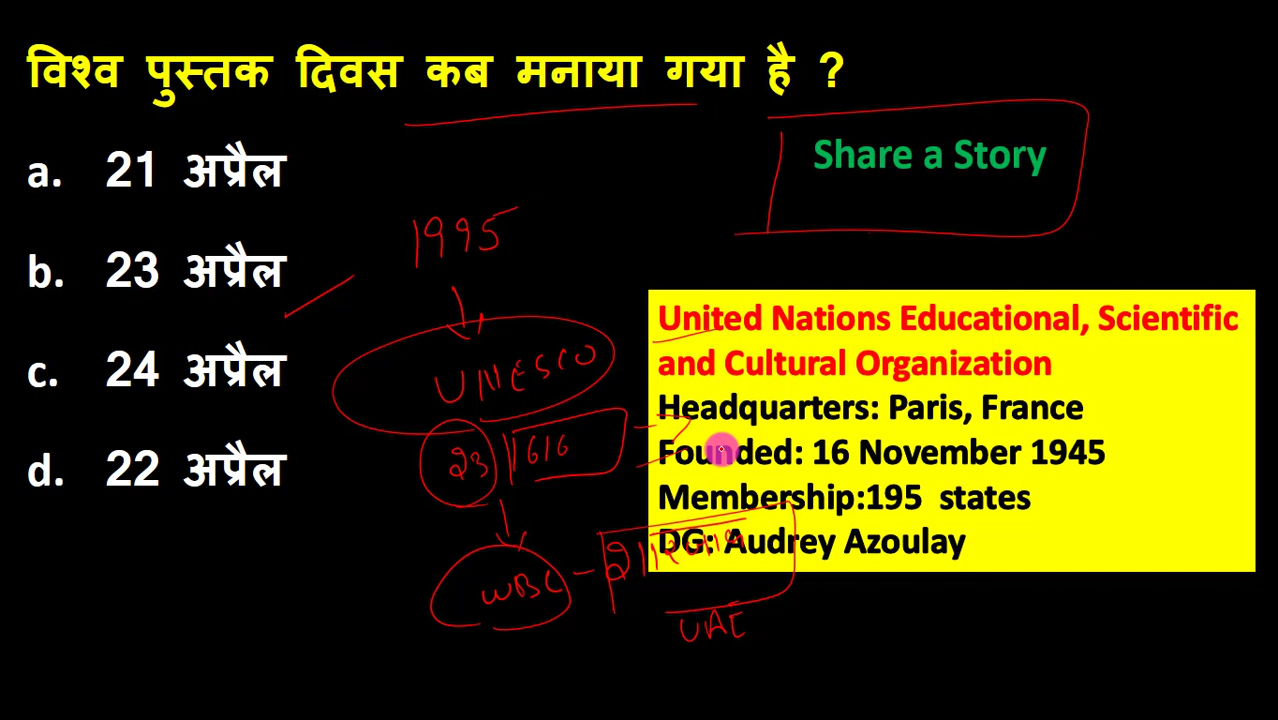 विश्व पुस्तक दिवस कब मनाया गया है ?
Share a Story
a. 21 अप्रैल
b. 23 अप्रैल
c. 24 अप्रैल
d. 22 अप्रैल
1995
UNESCO
23 1616
WBC -
UAE
United Nations Educational, Scientific
and Cultural Organization
Headquarters: Paris, France
Founded: 16 November 1945
Membership:195 states
DG: Audrey Azoulay